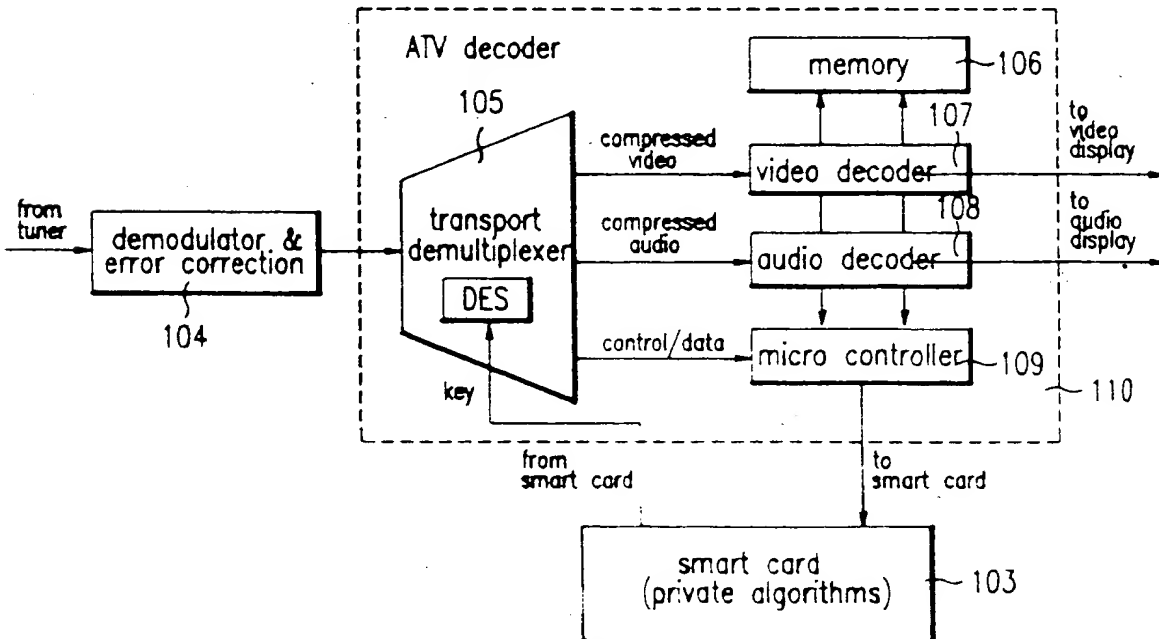 ATV decoder
memory
106
105
107
to
video
display
compressed
video
video decoder
108
to
audio
display
from
tuner
demodulator &
error correction
104
transport
demultiplexer
compressed
audio
audio decoder
DES
control/data
micro controller
109
110
key
from
smart card
to
smart card
smart card
(private algorithms)
103